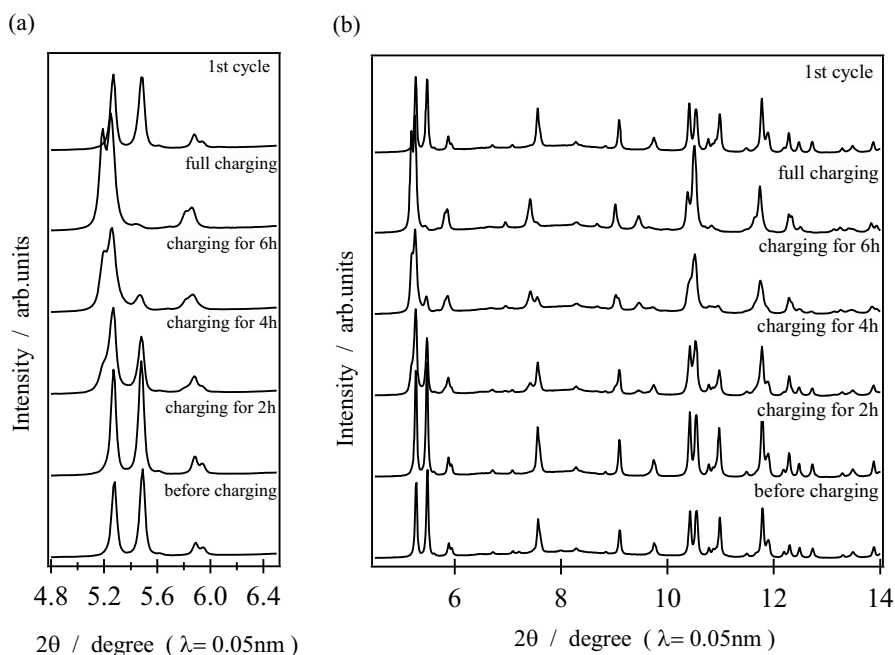 (a)
1st cycle
full charging
charging for 6h
charging for 4h
charging for 2h
before charging
Intensity / arb.units
4.8 5.2 5.6 6.0 6.4
2θ / degree ( λ= 0.05nm )
(b)
1st cycle
full charging
charging for 6h
charging for 4h
charging for 2h
before charging
Intensity / arb.units
6 8 10 12 14
2θ / degree ( λ= 0.05nm )